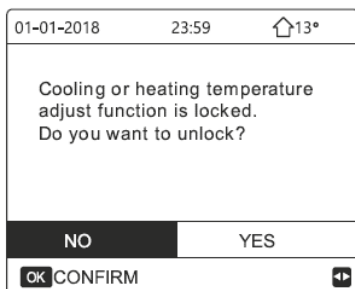 01-01-2018 23:59 13°
Cooling or heating temperature
adjust function is locked.
Do you want to unlock?
NO YES
OK CONFIRM